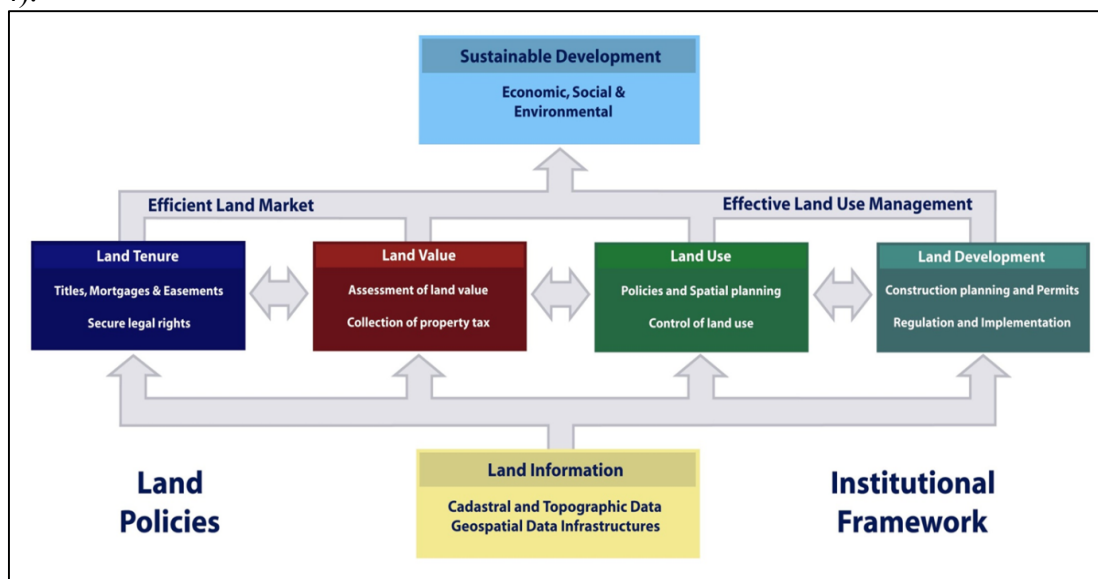 Sustainable Development
Economic, Social &
Environmental
Efficient Land Market
Effective Land Use Management
Land Tenure
Titles, Mortgages & Easements
Secure legal rights
Land Value
Assessment of land value
Collection of property tax
Land Use
Policies and Spatial planning
Control of land use
Land Development
Construction planning and Permits
Regulation and Implementation
Land
Policies
Land Information
Cadastral and Topographic Data
Geospatial Data Infrastructures
Institutional
Framework